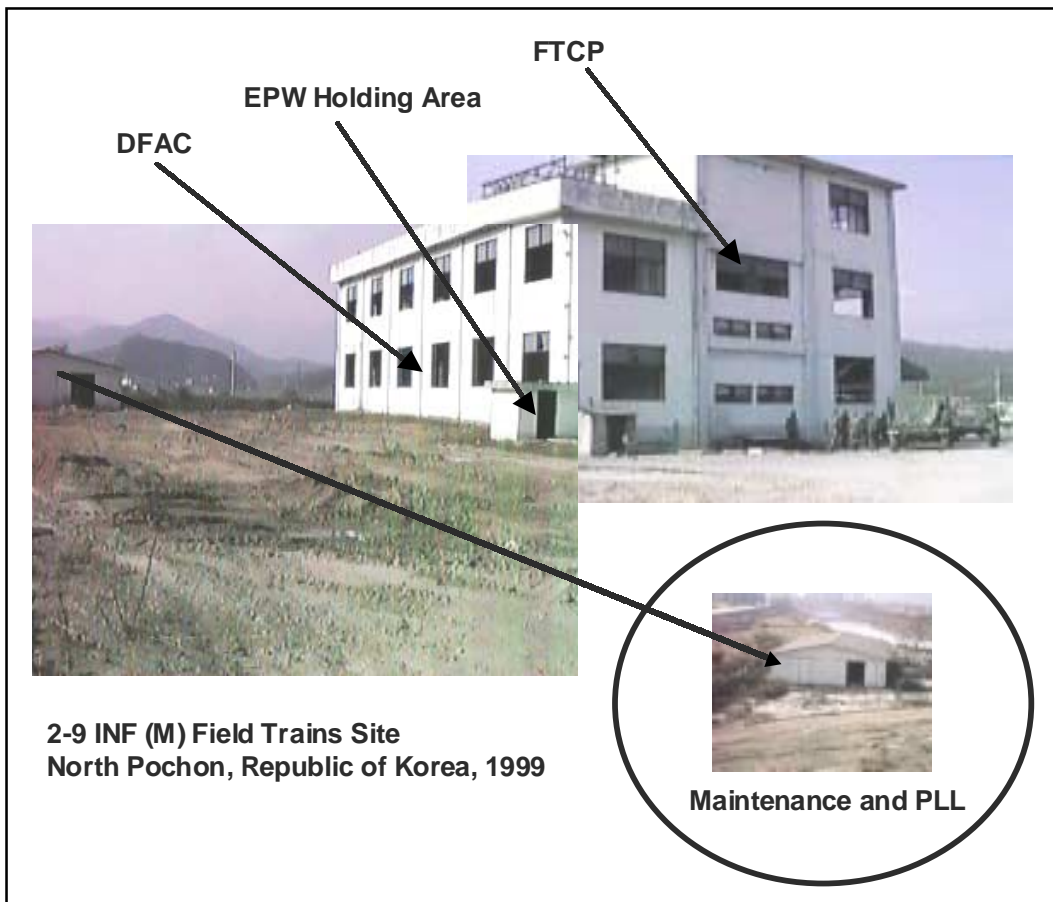 FTCP
EPW Holding Area
DFAC
2-9 INF (M) Field Trains Site
North Pochon, Republic of Korea, 1999
Maintenance and PLL